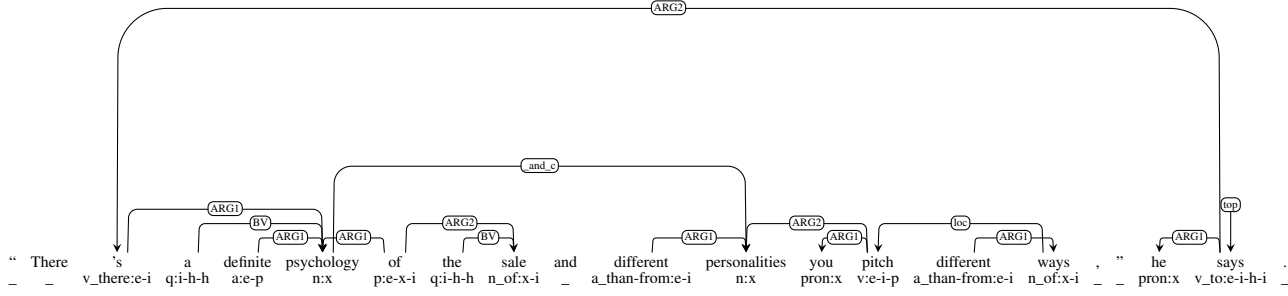 ARG2
_and_c
top
ARG1 BV ARG1 ARG1 ARG2 BV ARG1 ARG2 ARG1 loc ARG1 ARG1
“ There 's a definite psychology of the sale and different personalities you pitch different ways , ” he says .
_ _ v_there:e-i q:i-h-h a:e-p n:x p:e-x-i q:i-h-h n_of:x-i _ a_than-from:e-i n:x pron:x v:e-i-p a_than-from:e-i n_of:x-i _ _ pron:x v_to:e-i-h-i _